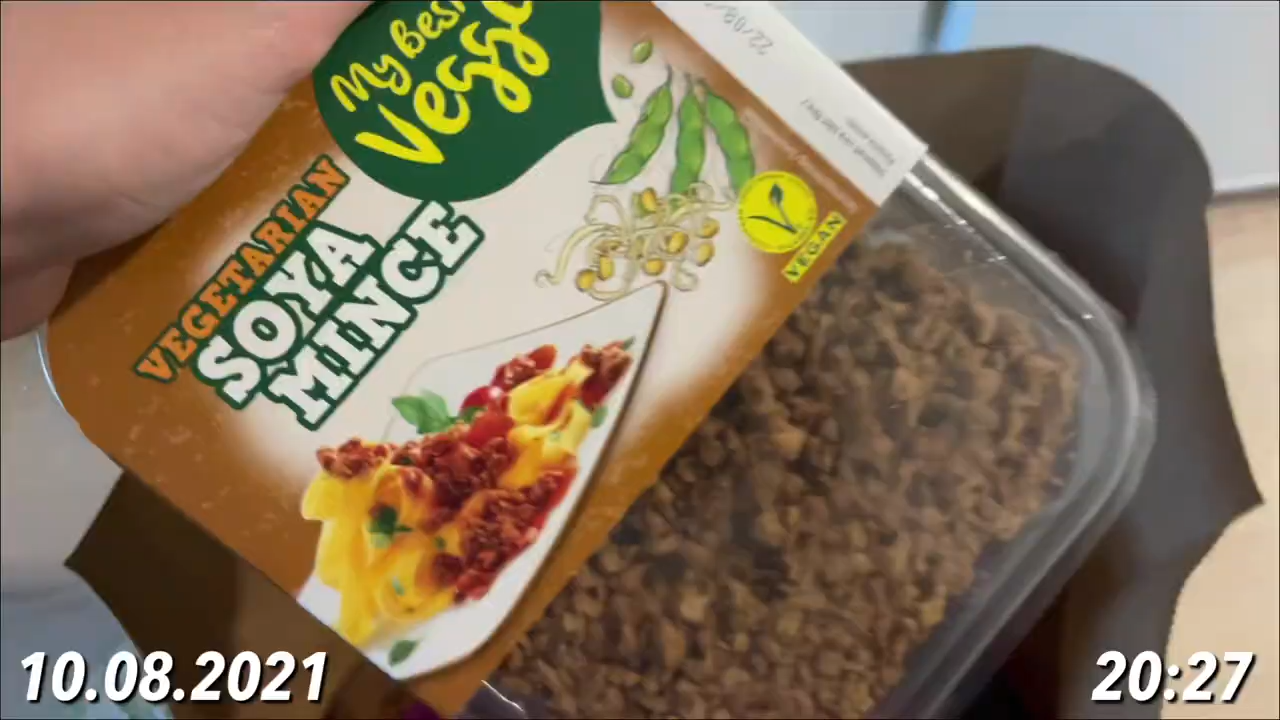 My Best
Veggie
VEGETARIAN
SOYA
MINCE
VEGAN
10.08.2021
20:27